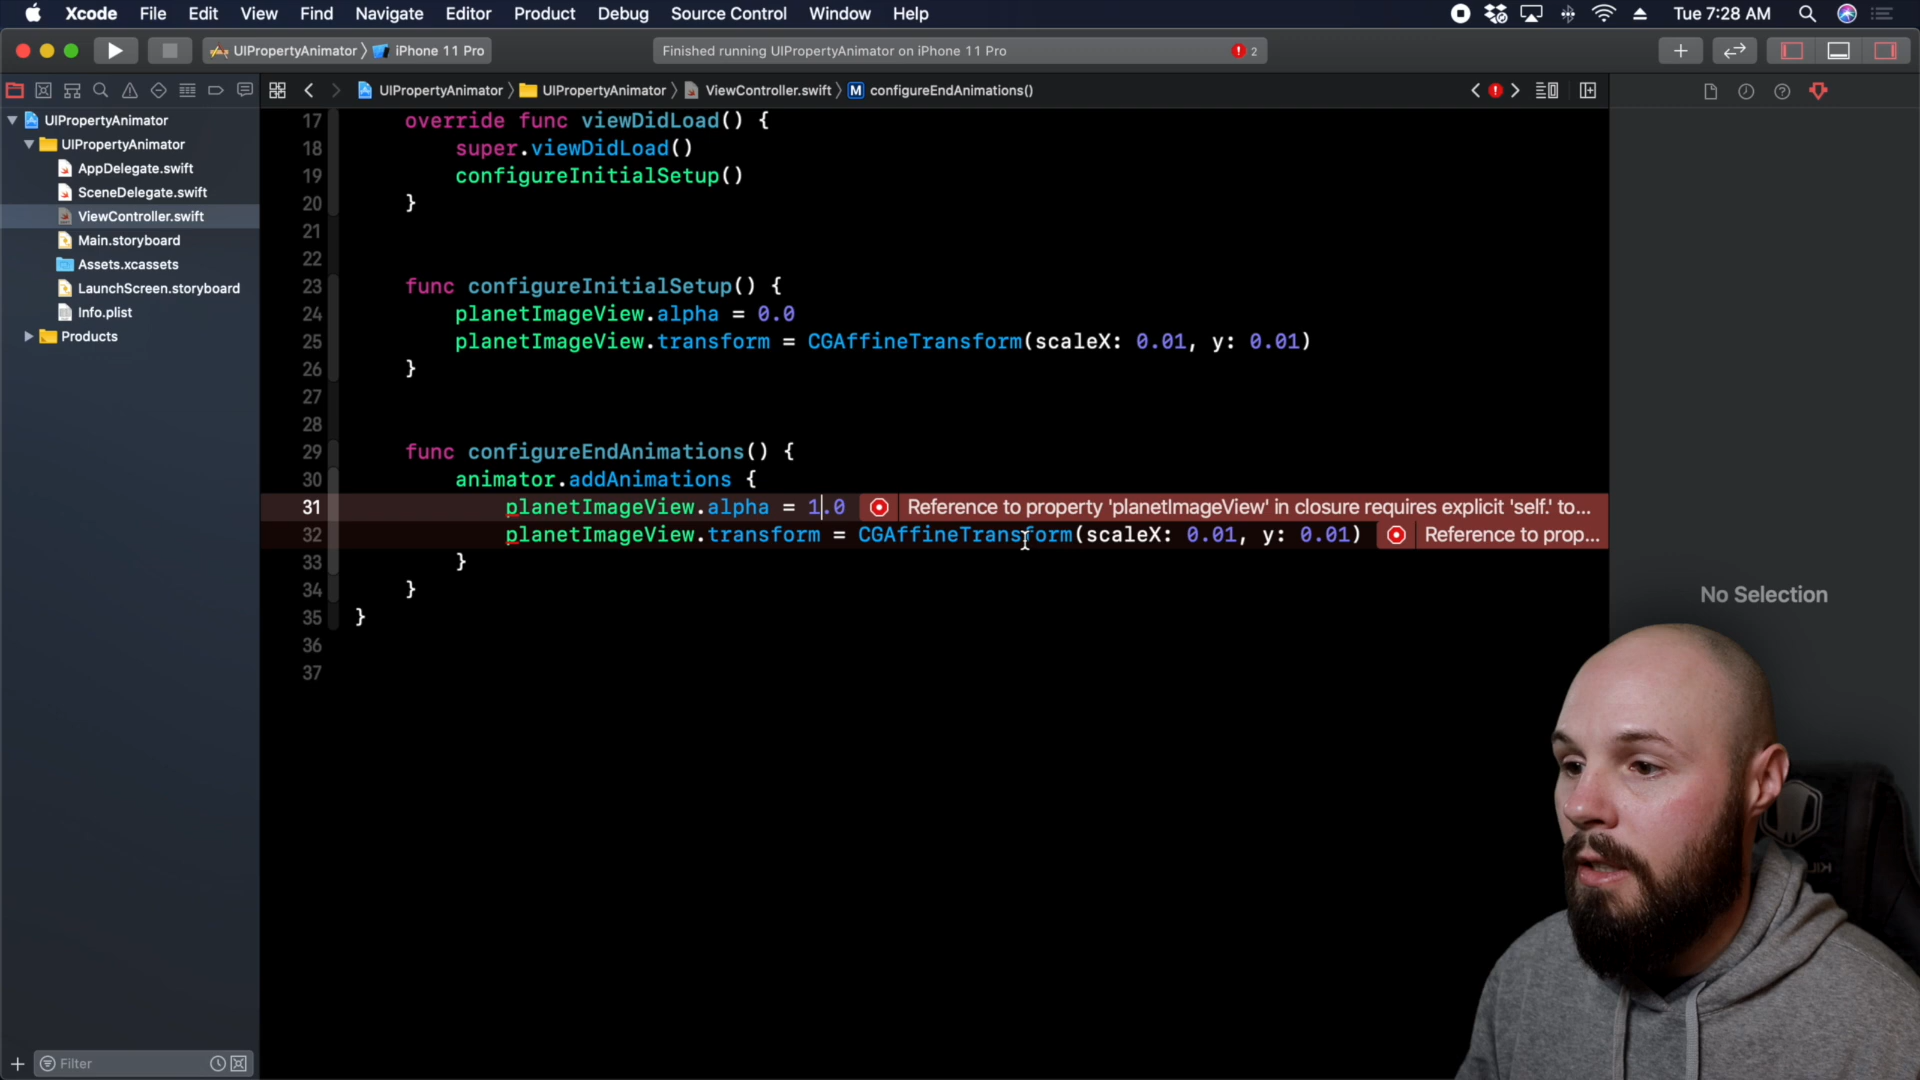 Xcode File Edit View Find Navigate Editor Product Debug Source Control Window Help Tue 7:28 AM
UIPropertyAnimator iPhone 11 Pro Finished running UIPropertyAnimator on iPhone 11 Pro 2
UIPropertyAnimator UIPropertyAnimator ViewController.swift M configureEndAnimations()
UIPropertyAnimator
UIPropertyAnimator
AppDelegate.swift
SceneDelegate.swift
ViewController.swift
Main.storyboard
Assets.xcassets
LaunchScreen.storyboard
Info.plist
Products
17 override func viewDidLoad() {
18 super.viewDidLoad()
19 configureInitialSetup()
20 }
21
22
23 func configureInitialSetup() {
24 planetImageView.alpha = 0.0
25 planetImageView.transform = CGAffineTransform(scaleX: 0.01, y: 0.01)
26 }
27
28
29 func configureEndAnimations() {
30 animator.addAnimations {
31 planetImageView.alpha = 1.0 Reference to property 'planetImageView' in closure requires explicit 'self.' to...
32 planetImageView.transform = CGAffineTransform(scaleX: 0.01, y: 0.01) Reference to prop...
33 }
34 }
35 }
36
37
No Selection
Filter